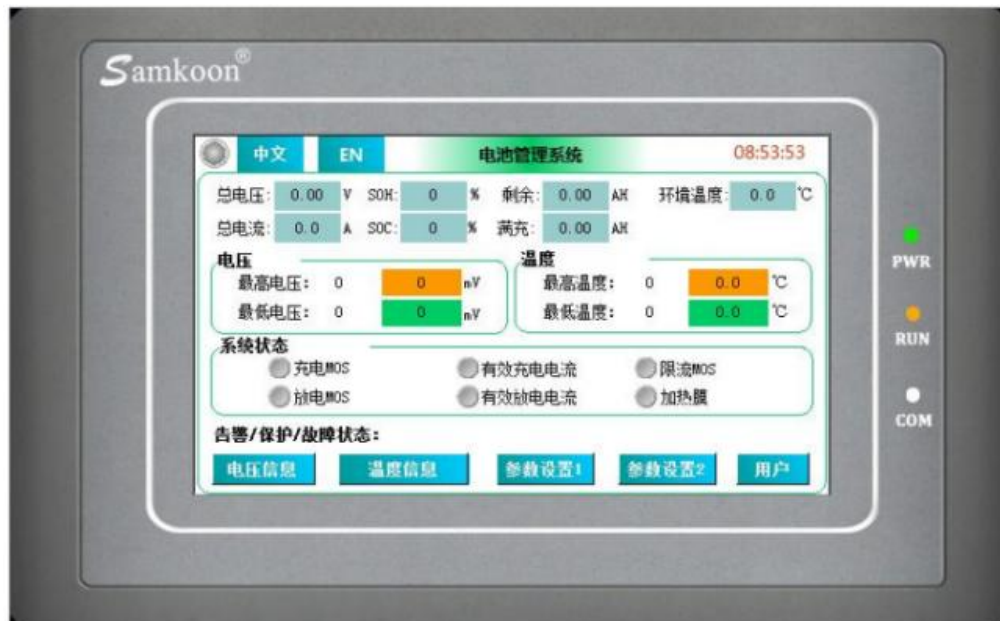 Samkoon®
中文 EN 电池管理系统 08:53:53
总电压: 0.00 V SOH: 0 % 剩余: 0.00 AH 环境温度: 0.0 ℃
总电流: 0.0 A SOC: 0 % 满充: 0.00 AH
电压 温度
最高电压: 0 0 mV 最高温度: 0 0.0 ℃
最低电压: 0 0 mV 最低温度: 0 0.0 ℃
系统状态
充电MOS 有效充电电流 限流MOS
放电MOS 有效放电电流 加热膜
告警/保护/故障状态:
电压信息 温度信息 参数设置1 参数设置2 用户
PWR
RUN
COM